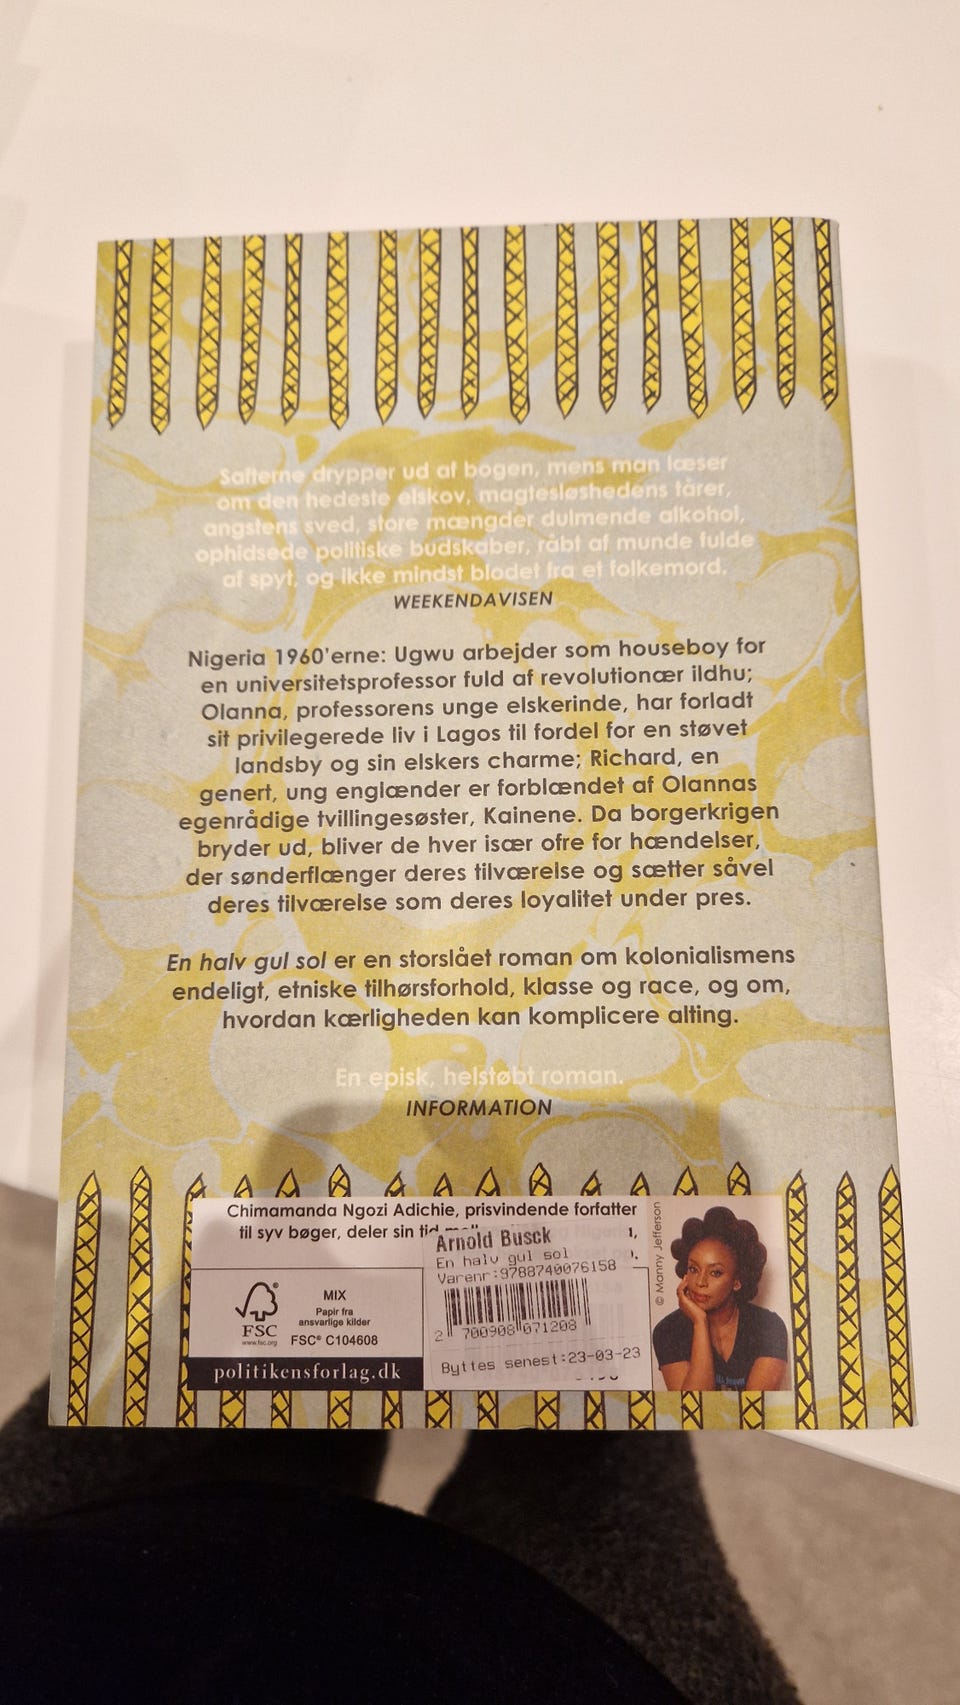 Safterne drypper ud af bogen, mens man læser
om den hedeste elskov, magtesløshedens tårer,
angstens sved, store mængder dulmende alkohol,
ophidsede politiske budskaber, råbt af munde fulde
af spyt, og ikke mindst blodet fra et folkemord.
WEEKENDAVISEN
Nigeria 1960'erne: Ugwu arbejder som houseboy for
en universitetsprofessor fuld af revolutionær ildhu;
Olanna, professorens unge elskerinde, har forladt
sit privilegerede liv i Lagos til fordel for en støvet
landsby og sin elskers charme; Richard, en
genert, ung englænder er forblændet af Olannas
egenrådige tvillingesøster, Kainene. Da borgerkrigen
bryder ud, bliver de hver især ofre for hændelser,
der sønderflænger deres tilværelse og sætter såvel
deres tilværelse som deres loyalitet under pres.
En halv gul sol er en storslået roman om kolonialismens
endeligt, etniske tilhørsforhold, klasse og race, og om,
hvordan kærligheden kan komplicere alting.
En episk, helstøbt roman.
INFORMATION
Chimamanda Ngozi Adichie, prisvindende forfatter
til syv bøger, deler sin tid
Arnold Busck
En halv gul sol
Varenr:9788740076158
2 700908 071208
Byttes senest:23-03-23
FSC
www.fsc.org
MIX
Papir fra
ansvarlige kilder
FSC® C104608
politikensforlag.dk
© Manny Jefferson